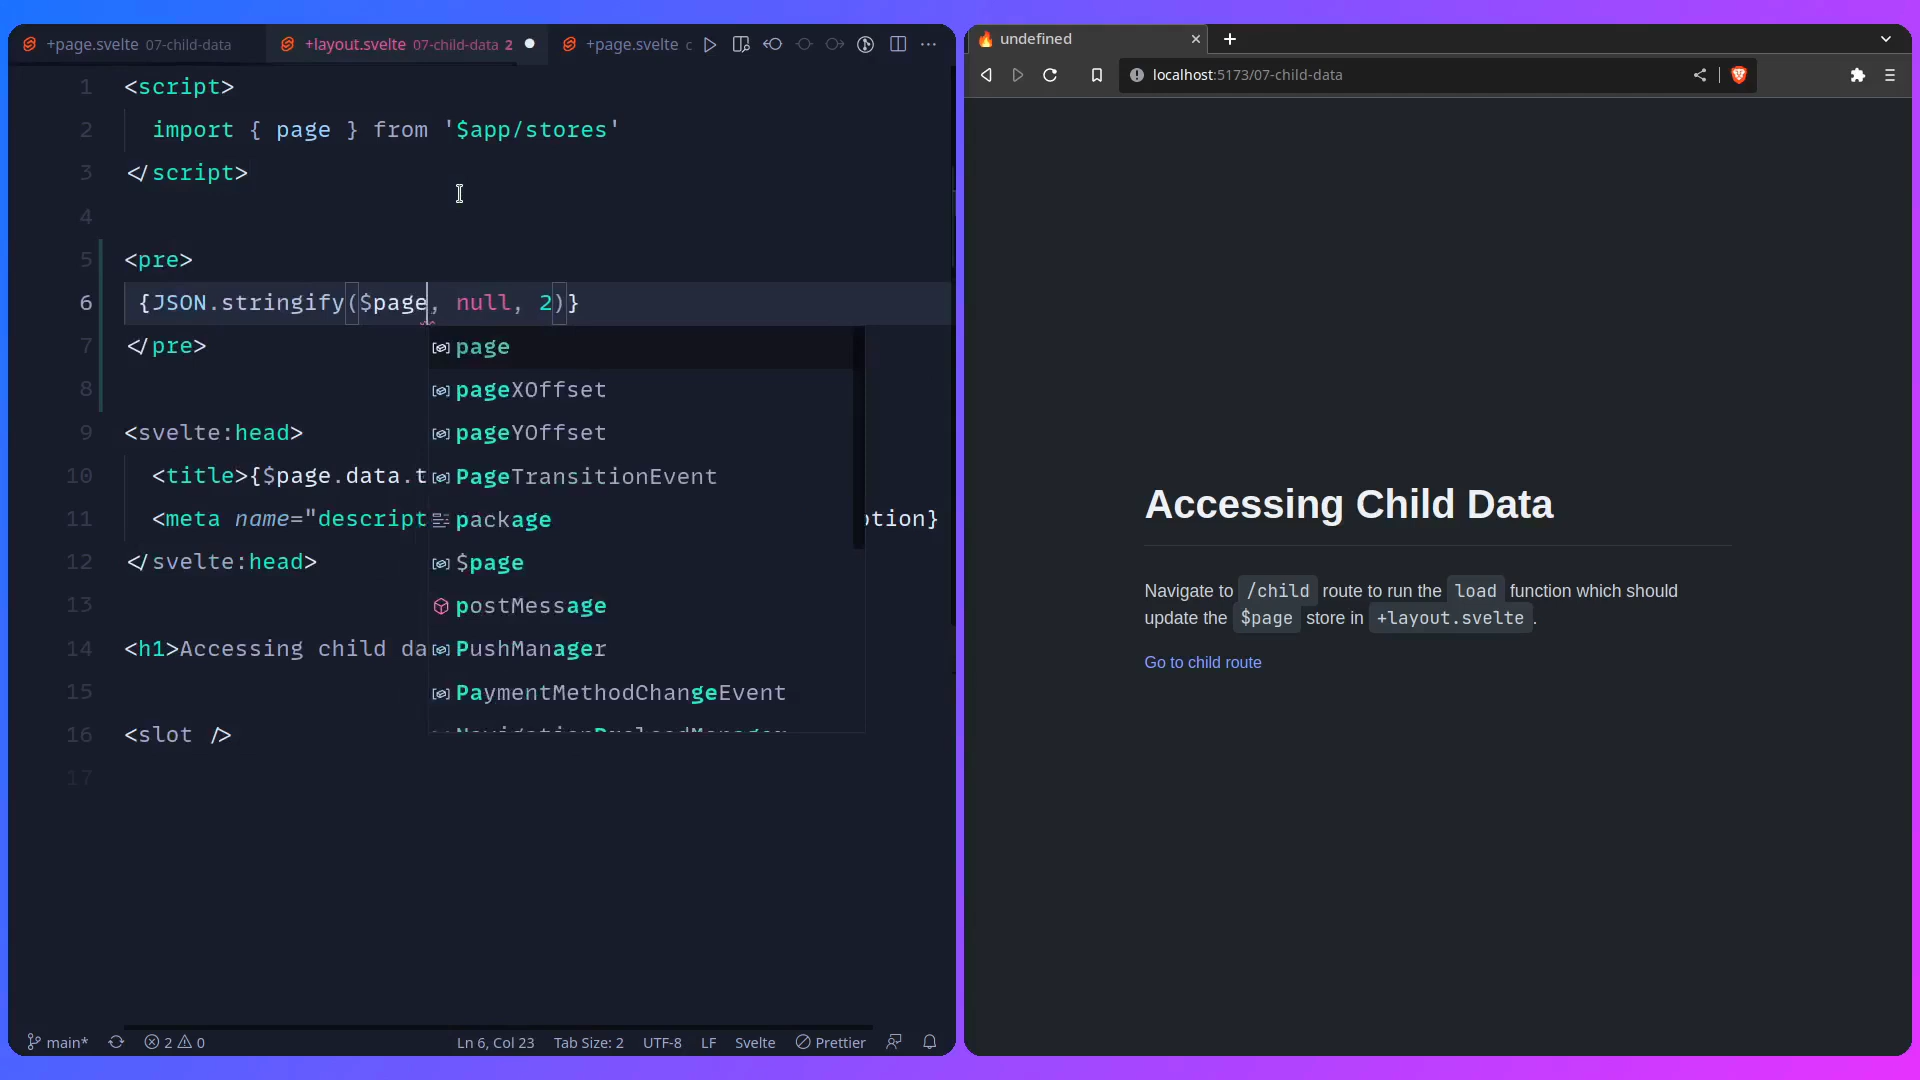 +page.svelte 07-child-data
+layout.svelte 07-child-data 2
+page.svelte c
1 <script>
2 import { page } from '$app/stores'
3 </script>
4
5 <pre>
6 {JSON.stringify($page, null, 2)}
7 </pre>
8
9 <svelte:head>
10 <title>{$page.data.t
11 <meta name="descript
ption}
12 </svelte:head>
13
14 <h1>Accessing child da
15
16 <slot />
17
page
pageXOffset
pageYOffset
PageTransitionEvent
package
$page
postMessage
PushManager
PaymentMethodChangeEvent
NavigationPreloadManager
main*
2 0
Ln 6, Col 23
Tab Size: 2
UTF-8
LF
Svelte
Prettier
undefined
localhost:5173/07-child-data
Accessing Child Data
Navigate to /child route to run the load function which should
update the $page store in +layout.svelte.
Go to child route